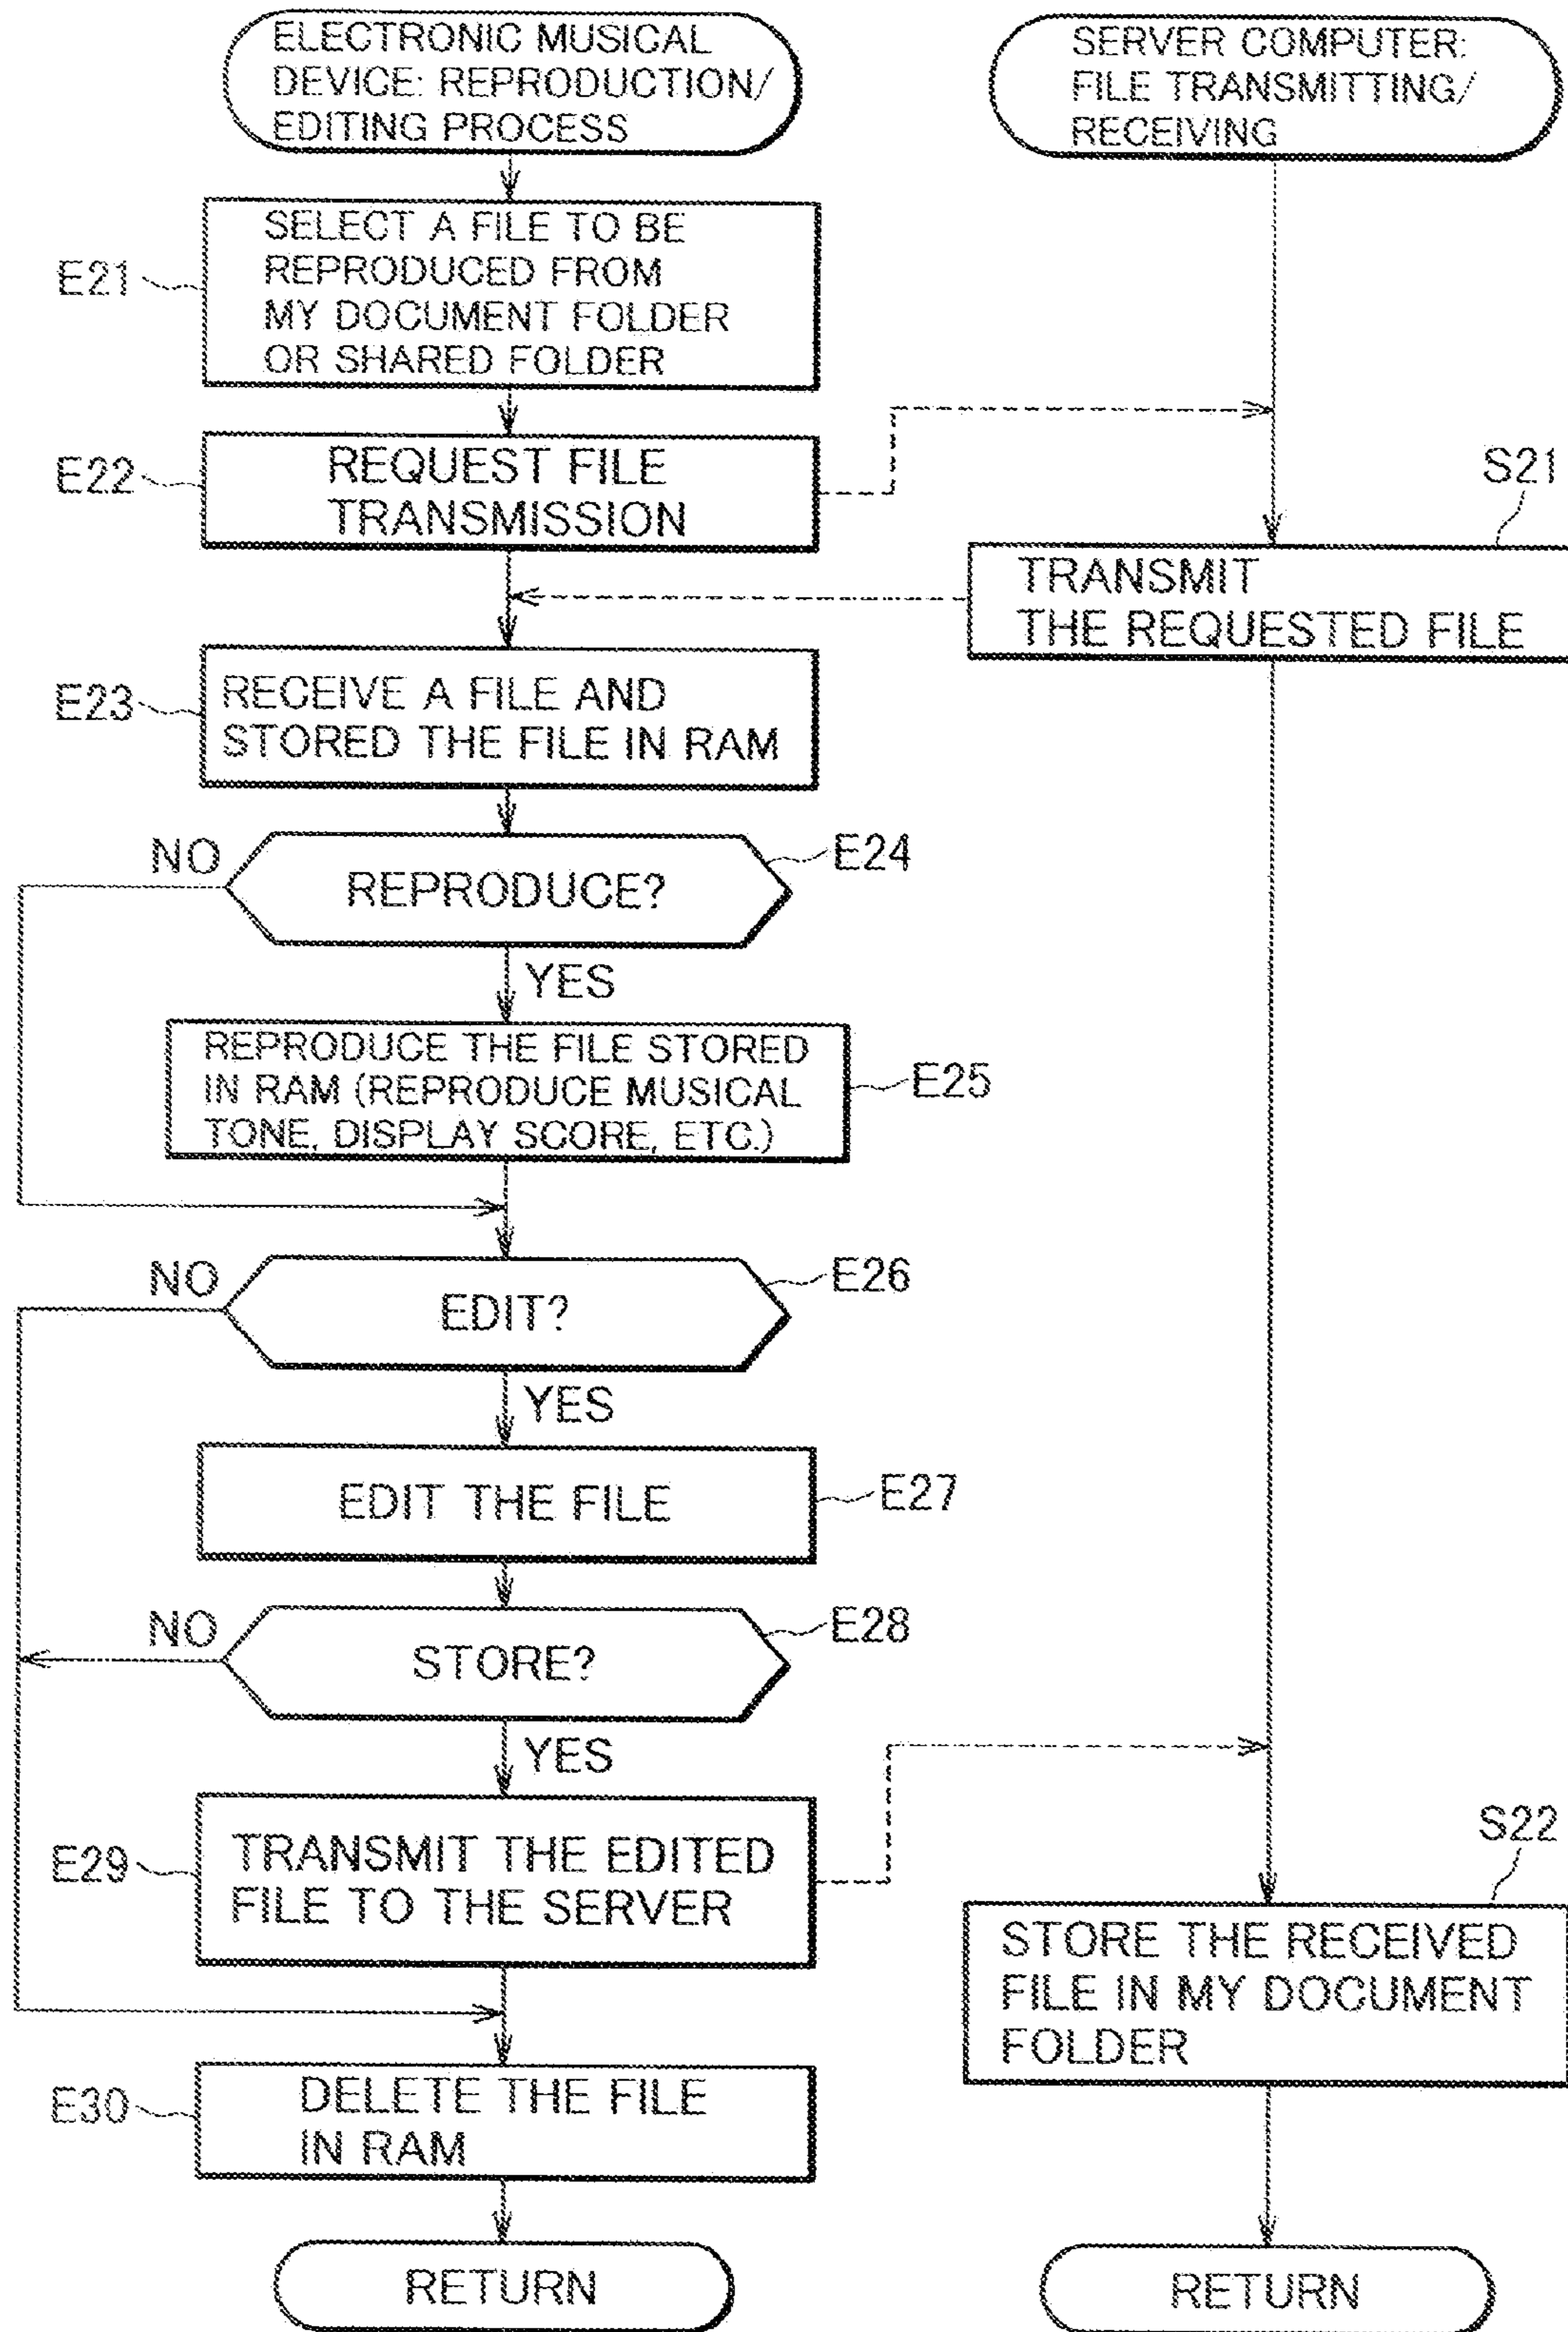 ELECTRONIC MUSICAL
DEVICE: REPRODUCTION/
EDITING PROCESS
SERVER COMPUTER:
FILE TRANSMITTING/
RECEIVING
E21
SELECT A FILE TO BE
REPRODUCED FROM
MY DOCUMENT FOLDER
OR SHARED FOLDER
E22
REQUEST FILE
TRANSMISSION
S21
TRANSMIT
THE REQUESTED FILE
E23
RECEIVE A FILE AND
STORED THE FILE IN RAM
NO
E24
REPRODUCE?
YES
REPRODUCE THE FILE STORED
IN RAM (REPRODUCE MUSICAL
TONE, DISPLAY SCORE, ETC.)
E25
NO
E26
EDIT?
YES
EDIT THE FILE
E27
NO
E28
STORE?
YES
E29
TRANSMIT THE EDITED
FILE TO THE SERVER
S22
STORE THE RECEIVED
FILE IN MY DOCUMENT
FOLDER
E30
DELETE THE FILE
IN RAM
RETURN
RETURN